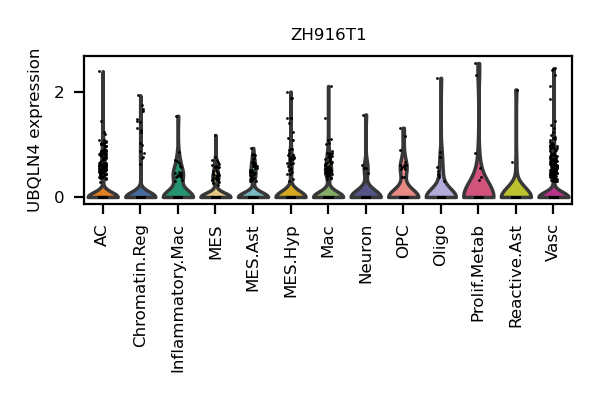 ZH916T1
UBQLN4 expression
2
0
AC
Chromatin.Reg
Inflammatory.Mac
MES
MES.Ast
MES.Hyp
Mac
Neuron
OPC
Oligo
Prolif.Metab
Reactive.Ast
Vasc